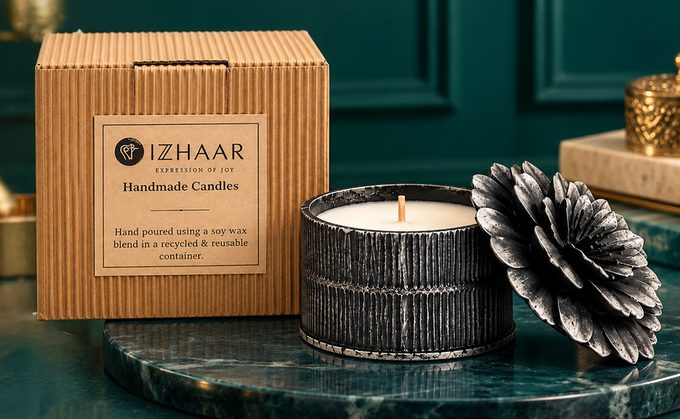 IZHAAR
EXPRESSION OF JOY
Handmade Candles
Hand poured using a soy wax
blend in a recycled & reusable
container.